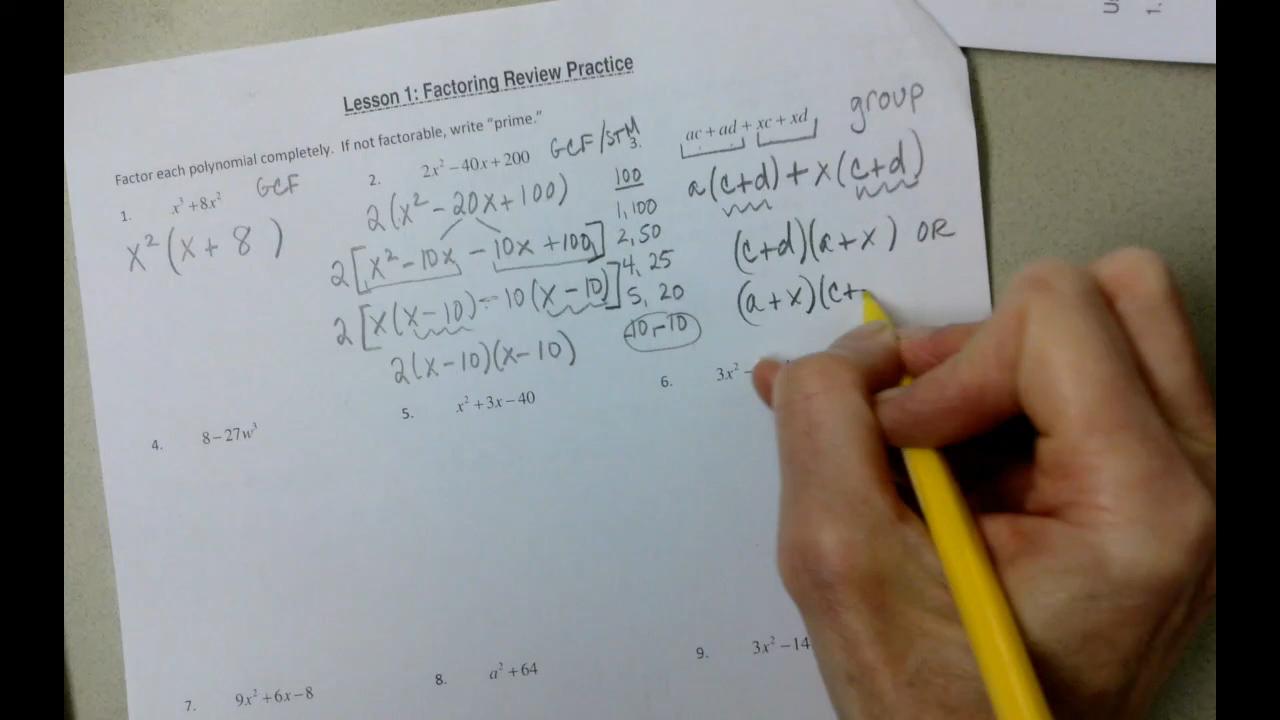 Lesson 1: Factoring Review Practice
Factor each polynomial completely. If not factorable, write "prime."
1. x³ + 8x² GCF
x²(x + 8)
2. 2x² − 40x + 200 GCF/STM
2(x² − 20x + 100)
2[x² − 10x − 10x + 100]
2[x(x − 10) − 10(x − 10)]
2(x − 10)(x − 10)
100
1, 100
2, 50
4, 25
5, 20
-10, -10
3. ac + ad + xc + xd group
a(c+d) + x(c+d)
(c+d)(a+x) OR
(a+x)(c+
4. 8 − 27w³
5. x² + 3x − 40
6. 3x² −
7. 9x² + 6x − 8
8. a² + 64
9. 3x² − 14
1.